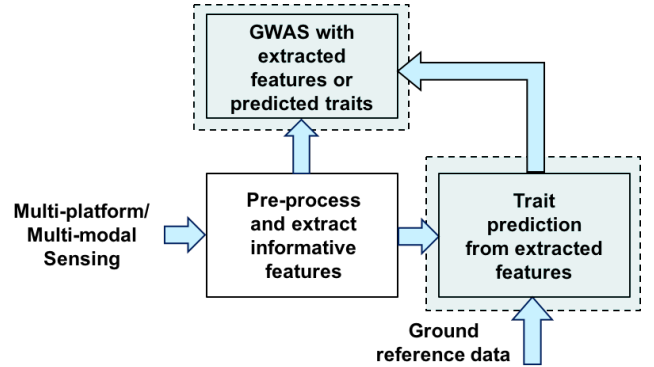 GWAS with
extracted
features or
predicted traits
Multi-platform/
Multi-modal
Sensing
Pre-process
and extract
informative
features
Trait
prediction
from extracted
features
Ground
reference data